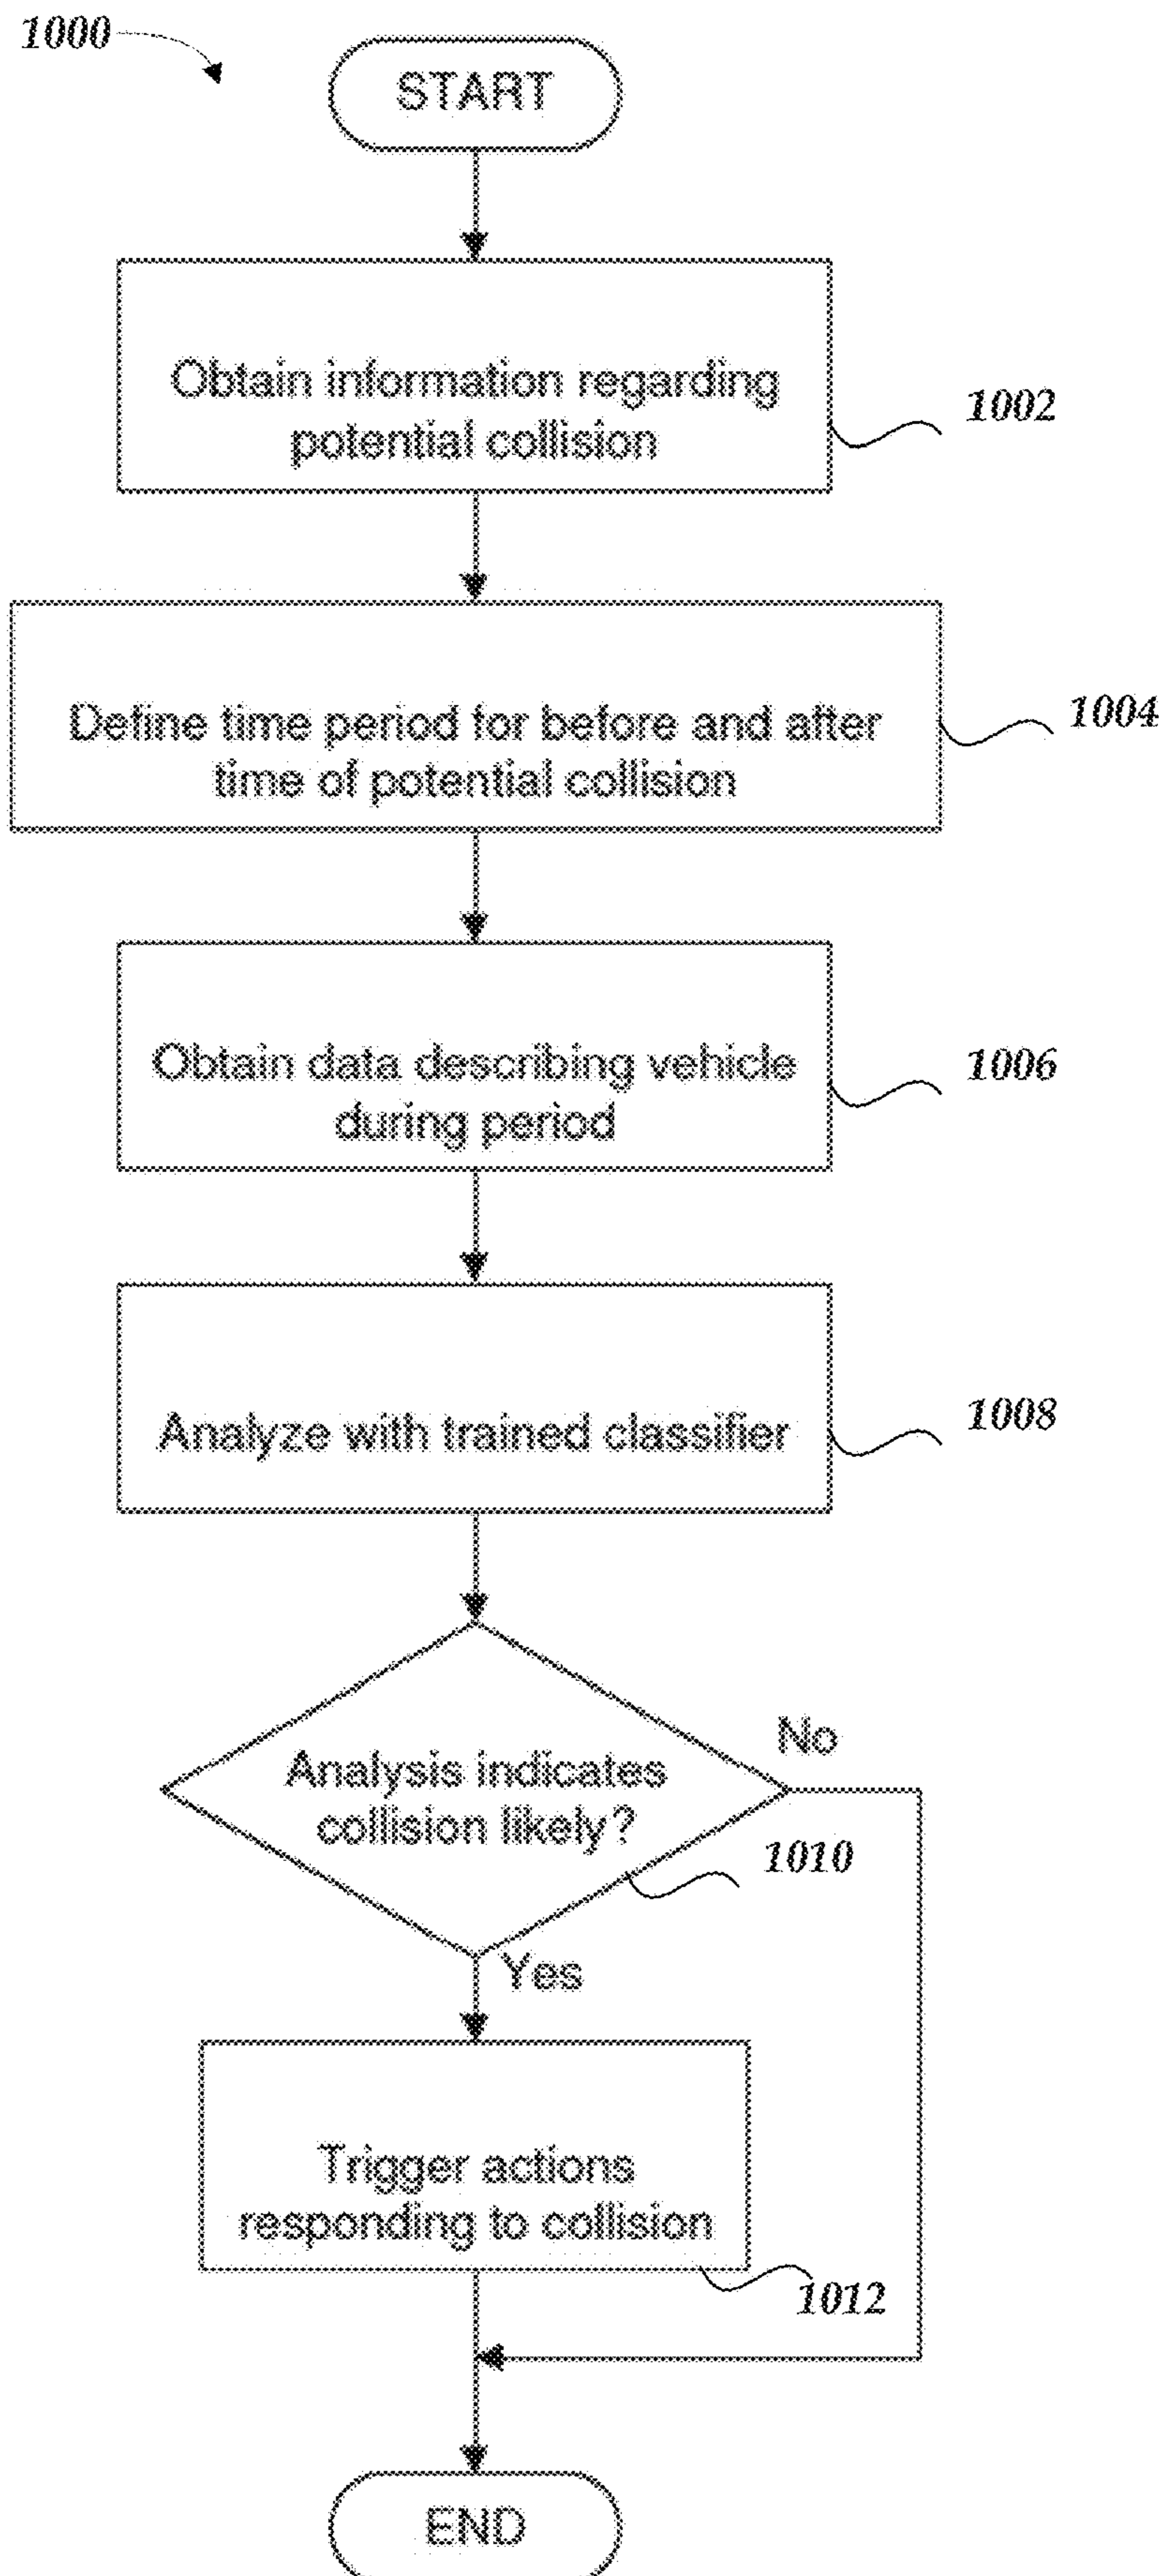 1000
START
Obtain information regarding
potential collision
1002
Define time period for before and after
time of potential collision
1004
Obtain data describing vehicle
during period
1006
Analyze with trained classifier
1008
Analysis indicates
collision likely?
No
1010
Yes
Trigger actions
responding to collision
1012
END